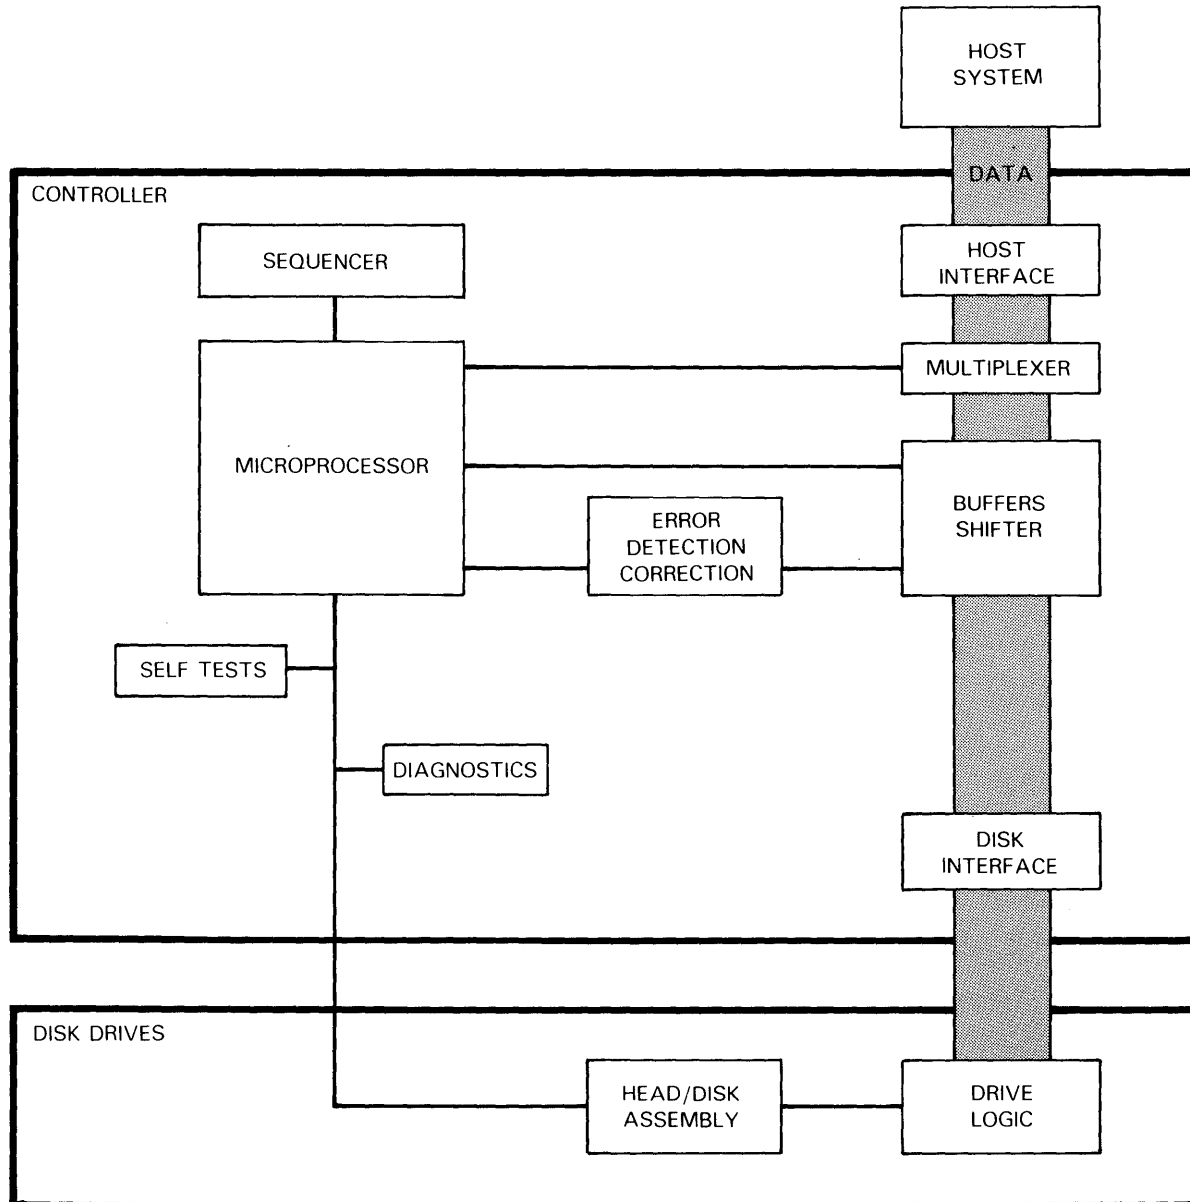 HOST
SYSTEM
DATA
CONTROLLER
SEQUENCER
HOST
INTERFACE
MULTIPLEXER
MICROPROCESSOR
BUFFERS
SHIFTER
ERROR
DETECTION
CORRECTION
SELF TESTS
DIAGNOSTICS
DISK
INTERFACE
DISK DRIVES
HEAD/DISK
ASSEMBLY
DRIVE
LOGIC